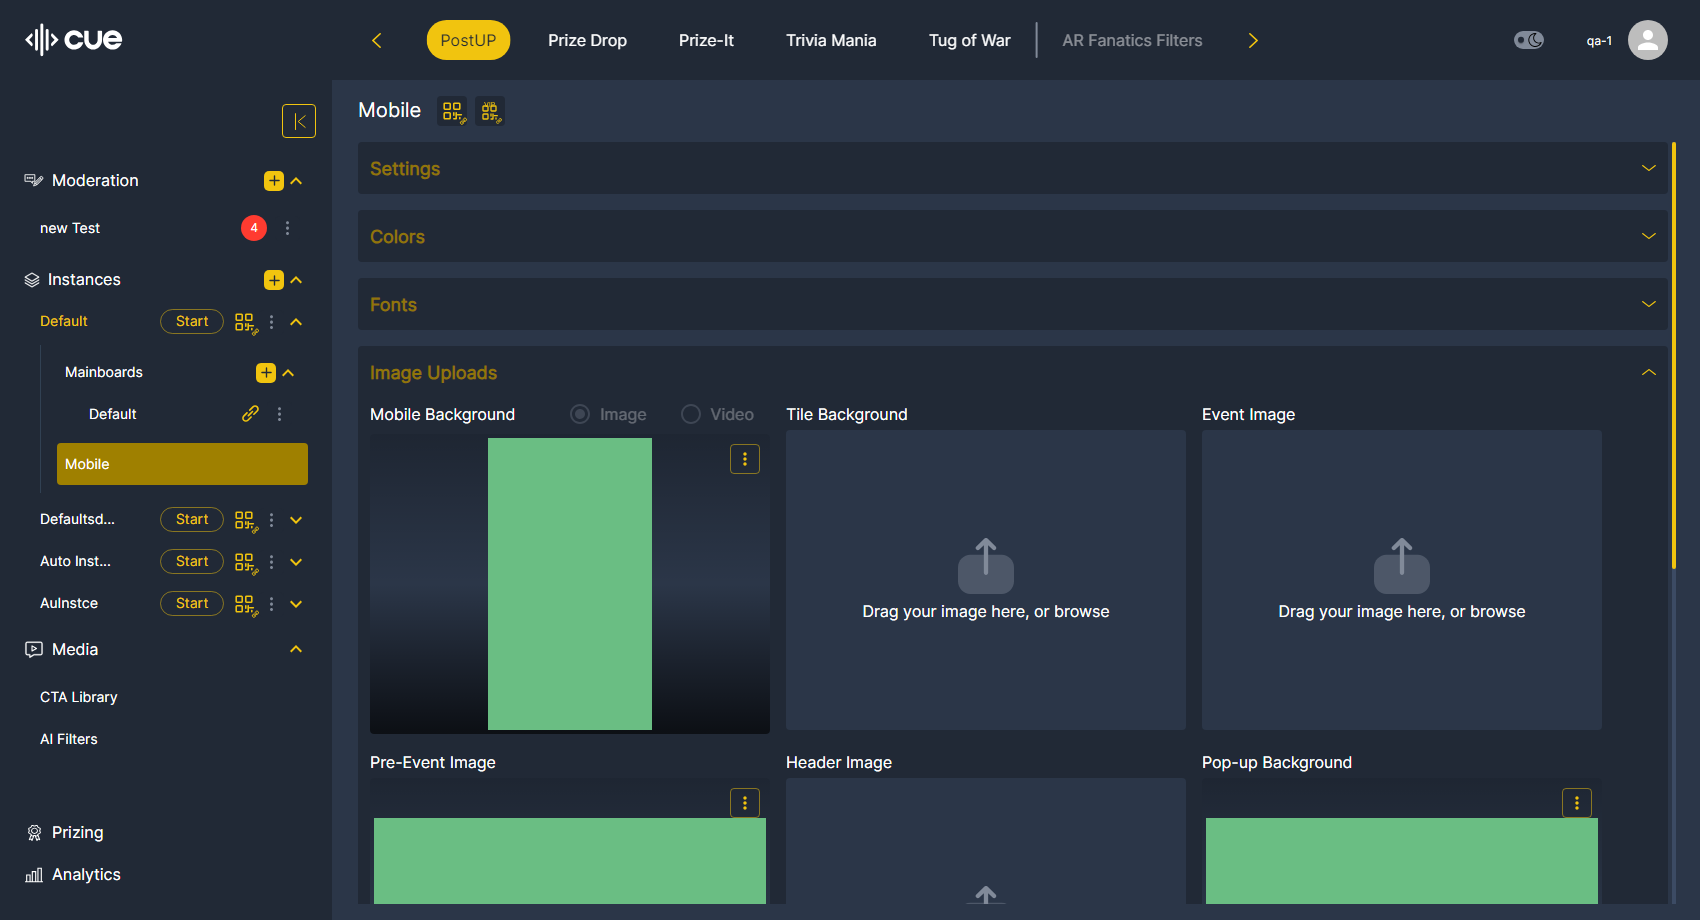 cue
PostUP
Prize Drop
Prize-It
Trivia Mania
Tug of War
AR Fanatics Filters
qa-1
Moderation
new Test
4
Instances
Default
Start
Mainboards
Default
Mobile
Defaultsd...
Start
Auto Inst...
Start
AuInstce
Start
Media
CTA Library
AI Filters
Prizing
Analytics
Mobile
VIP
Settings
Colors
Fonts
Image Uploads
Mobile Background
Image
Video
Tile Background
Event Image
Drag your image here, or browse
Drag your image here, or browse
Pre-Event Image
Header Image
Pop-up Background